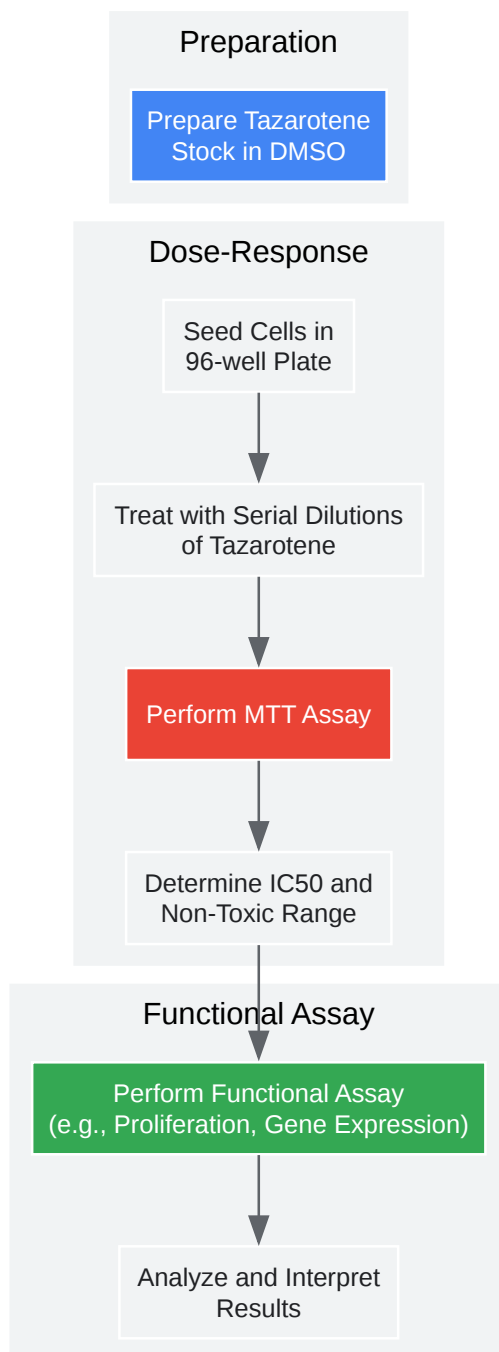 Preparation
Prepare Tazarotene
Stock in DMSO
Dose-Response
Seed Cells in
96-well Plate
Treat with Serial Dilutions
of Tazarotene
Perform MTT Assay
Determine IC50 and
Non-Toxic Range
Functional Assay
Perform Functional Assay
(e.g., Proliferation, Gene Expression)
Analyze and Interpret
Results